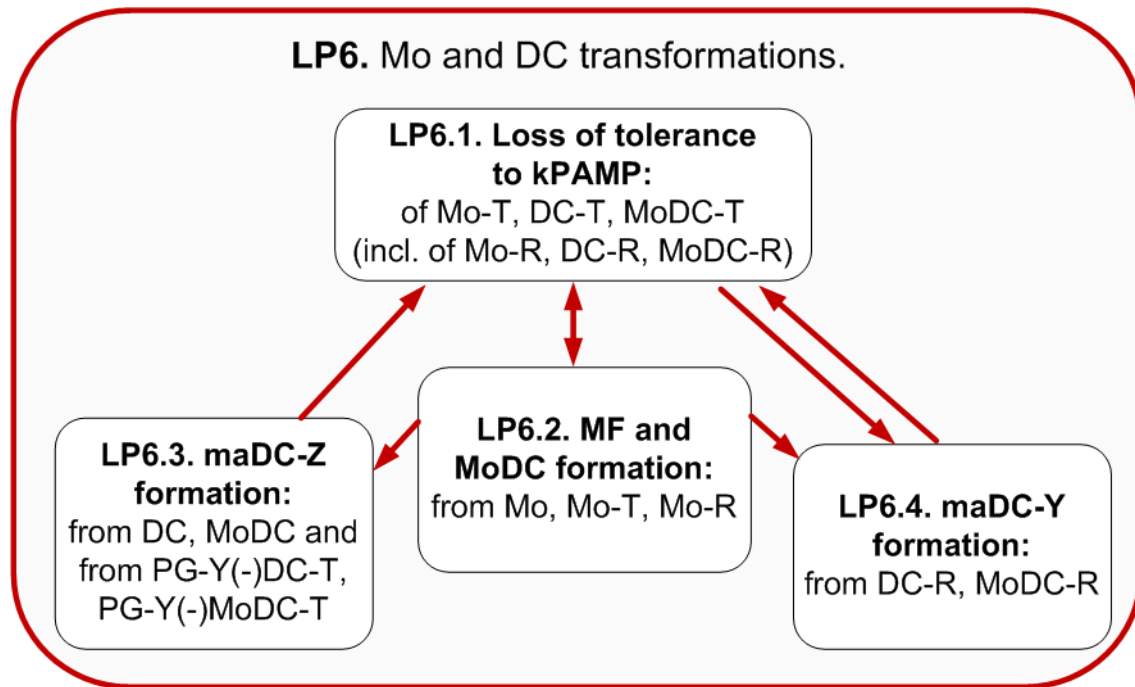 LP6. Mo and DC transformations.
LP6.1. Loss of tolerance
to kPAMP:
of Mo-T, DC-T, MoDC-T
(incl. of Mo-R, DC-R, MoDC-R)
LP6.3. maDC-Z
formation:
from DC, MoDC and
from PG-Y(-)DC-T,
PG-Y(-)MoDC-T
LP6.2. MF and
MoDC formation:
from Mo, Mo-T, Mo-R
LP6.4. maDC-Y
formation:
from DC-R, MoDC-R